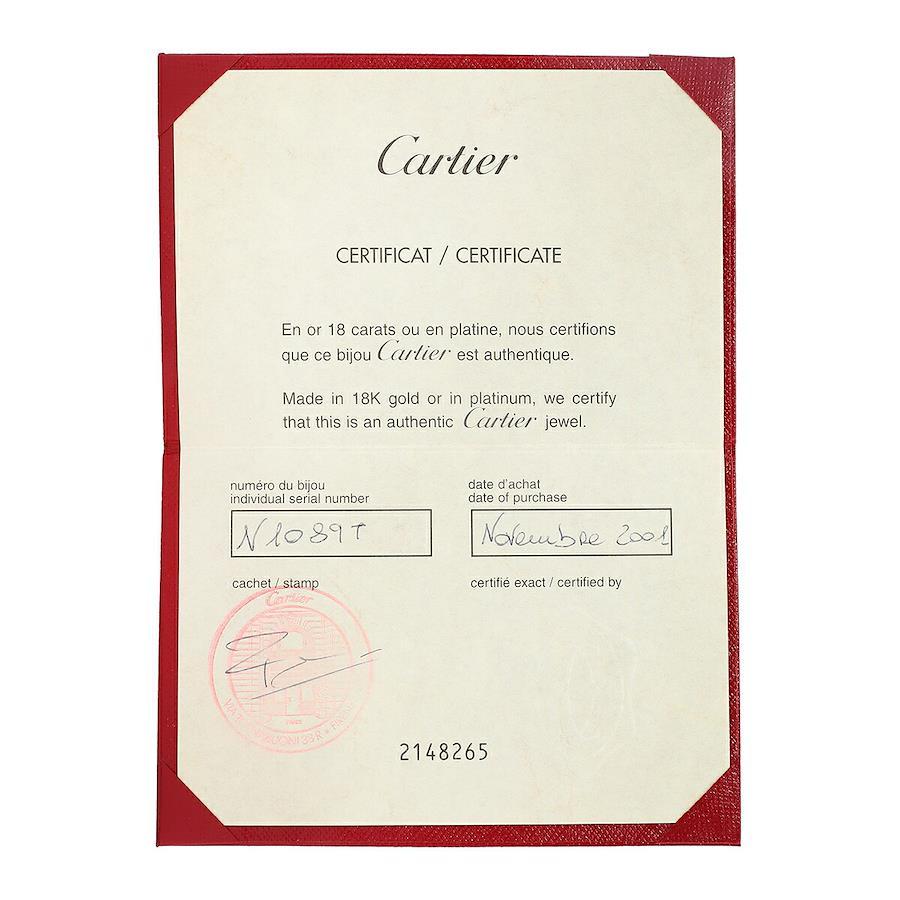 Cartier
CERTIFICAT / CERTIFICATE
En or 18 carats ou en platine, nous certifions
que ce bijou Cartier est authentique.
Made in 18K gold or in platinum, we certify
that this is an authentic Cartier jewel.
numéro du bijou
individual serial number
N1089T
date d'achat
date of purchase
Novembre 2001
cachet / stamp
certifié exact / certified by
Cartier
PARIS
2148265